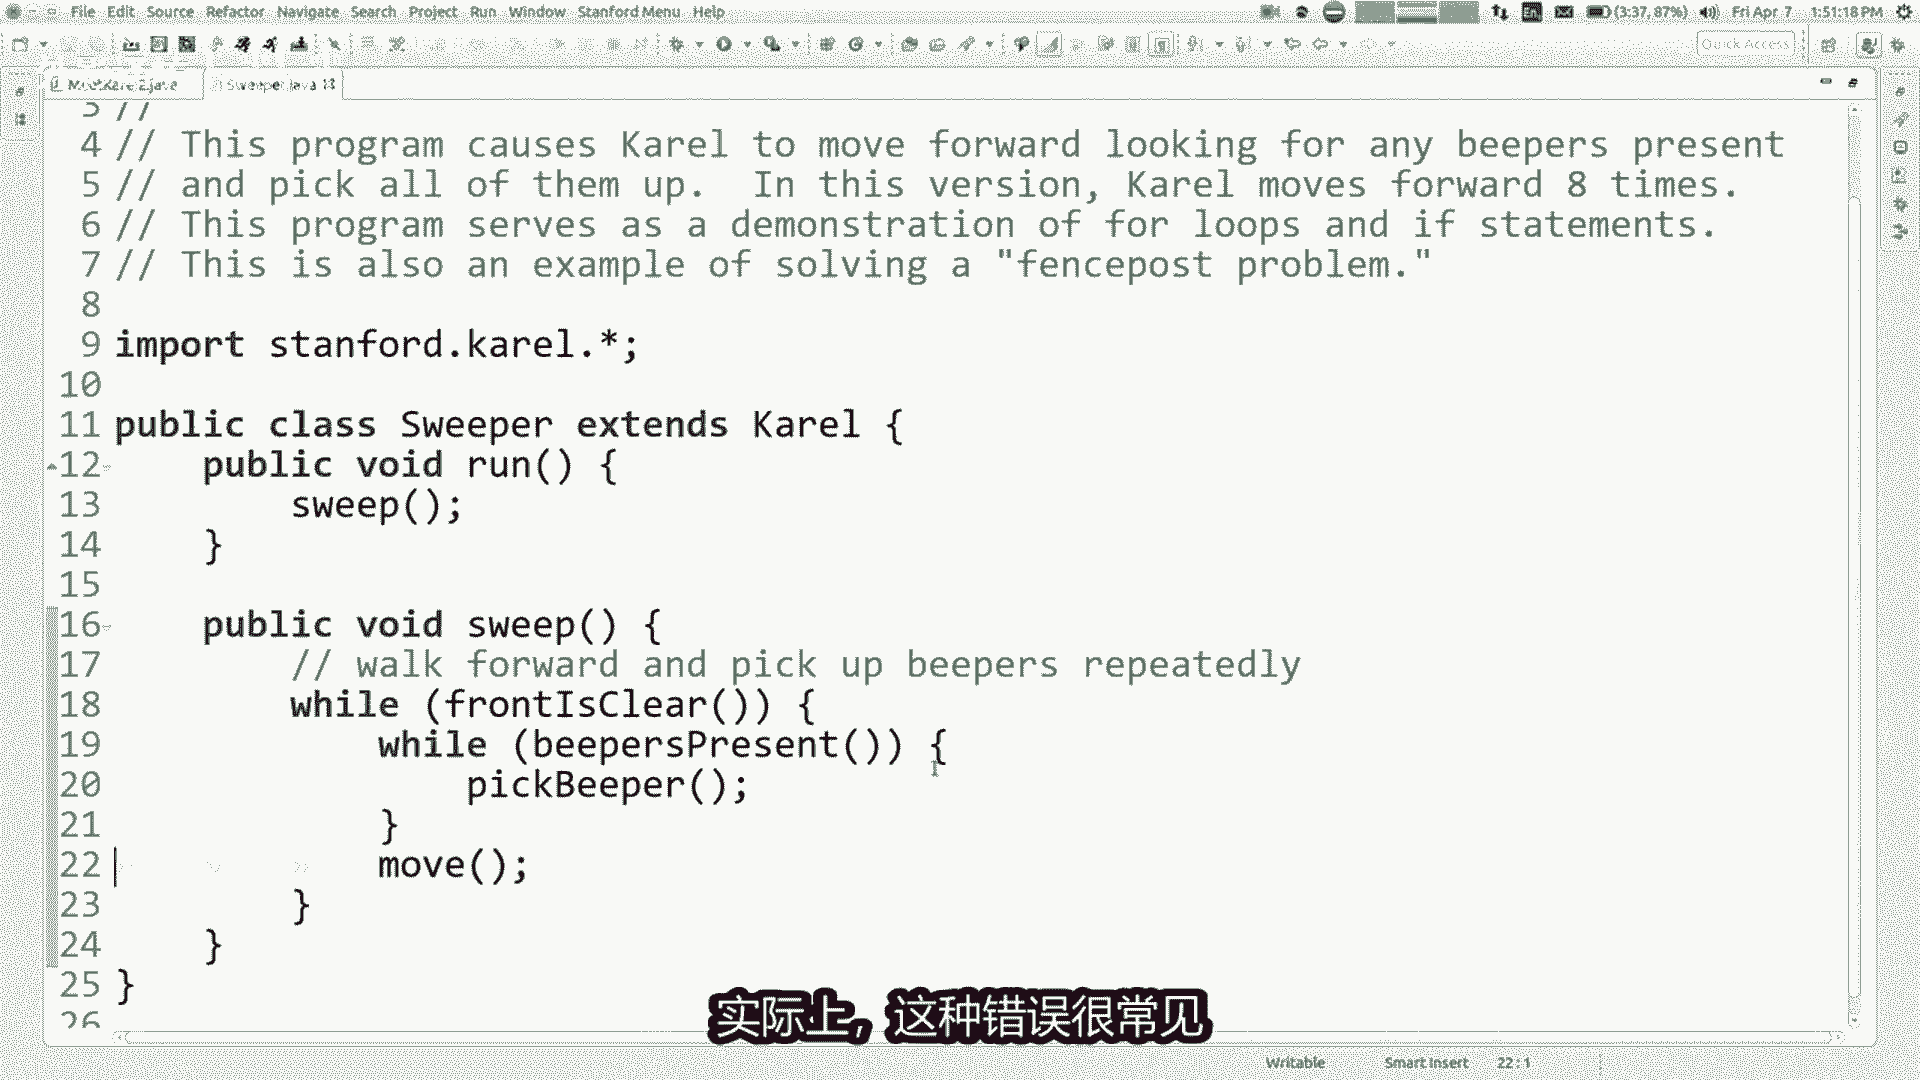 File Edit Source Refactor Navigate Search Project Run Window Stanford Menu Help
(3:37, 87%) Fri Apr 7 1:51:18 PM
Quick Access
Sweeper.java
3 //
4 // This program causes Karel to move forward looking for any beepers present
5 // and pick all of them up. In this version, Karel moves forward 8 times.
6 // This program serves as a demonstration of for loops and if statements.
7 // This is also an example of solving a "fencepost problem."
8
9 import stanford.karel.*;
10
11 public class Sweeper extends Karel {
12 public void run() {
13 sweep();
14 }
15
16 public void sweep() {
17 // walk forward and pick up beepers repeatedly
18 while (frontIsClear()) {
19 while (beepersPresent()) {
20 pickBeeper();
21 }
22 move();
23 }
24 }
25 }
26
实际上，这种错误很常见
Writable Smart Insert 22:1